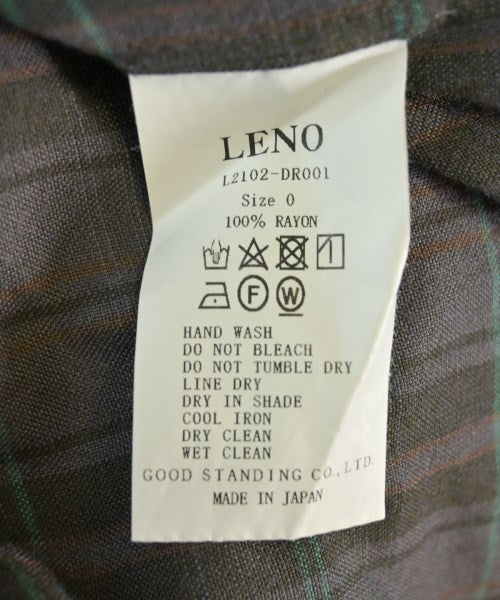 LENO
L2102-DR001
Size 0
100% RAYON
F W
HAND WASH
DO NOT BLEACH
DO NOT TUMBLE DRY
LINE DRY
DRY IN SHADE
COOL IRON
DRY CLEAN
WET CLEAN
GOOD STANDING CO., LTD.
MADE IN JAPAN